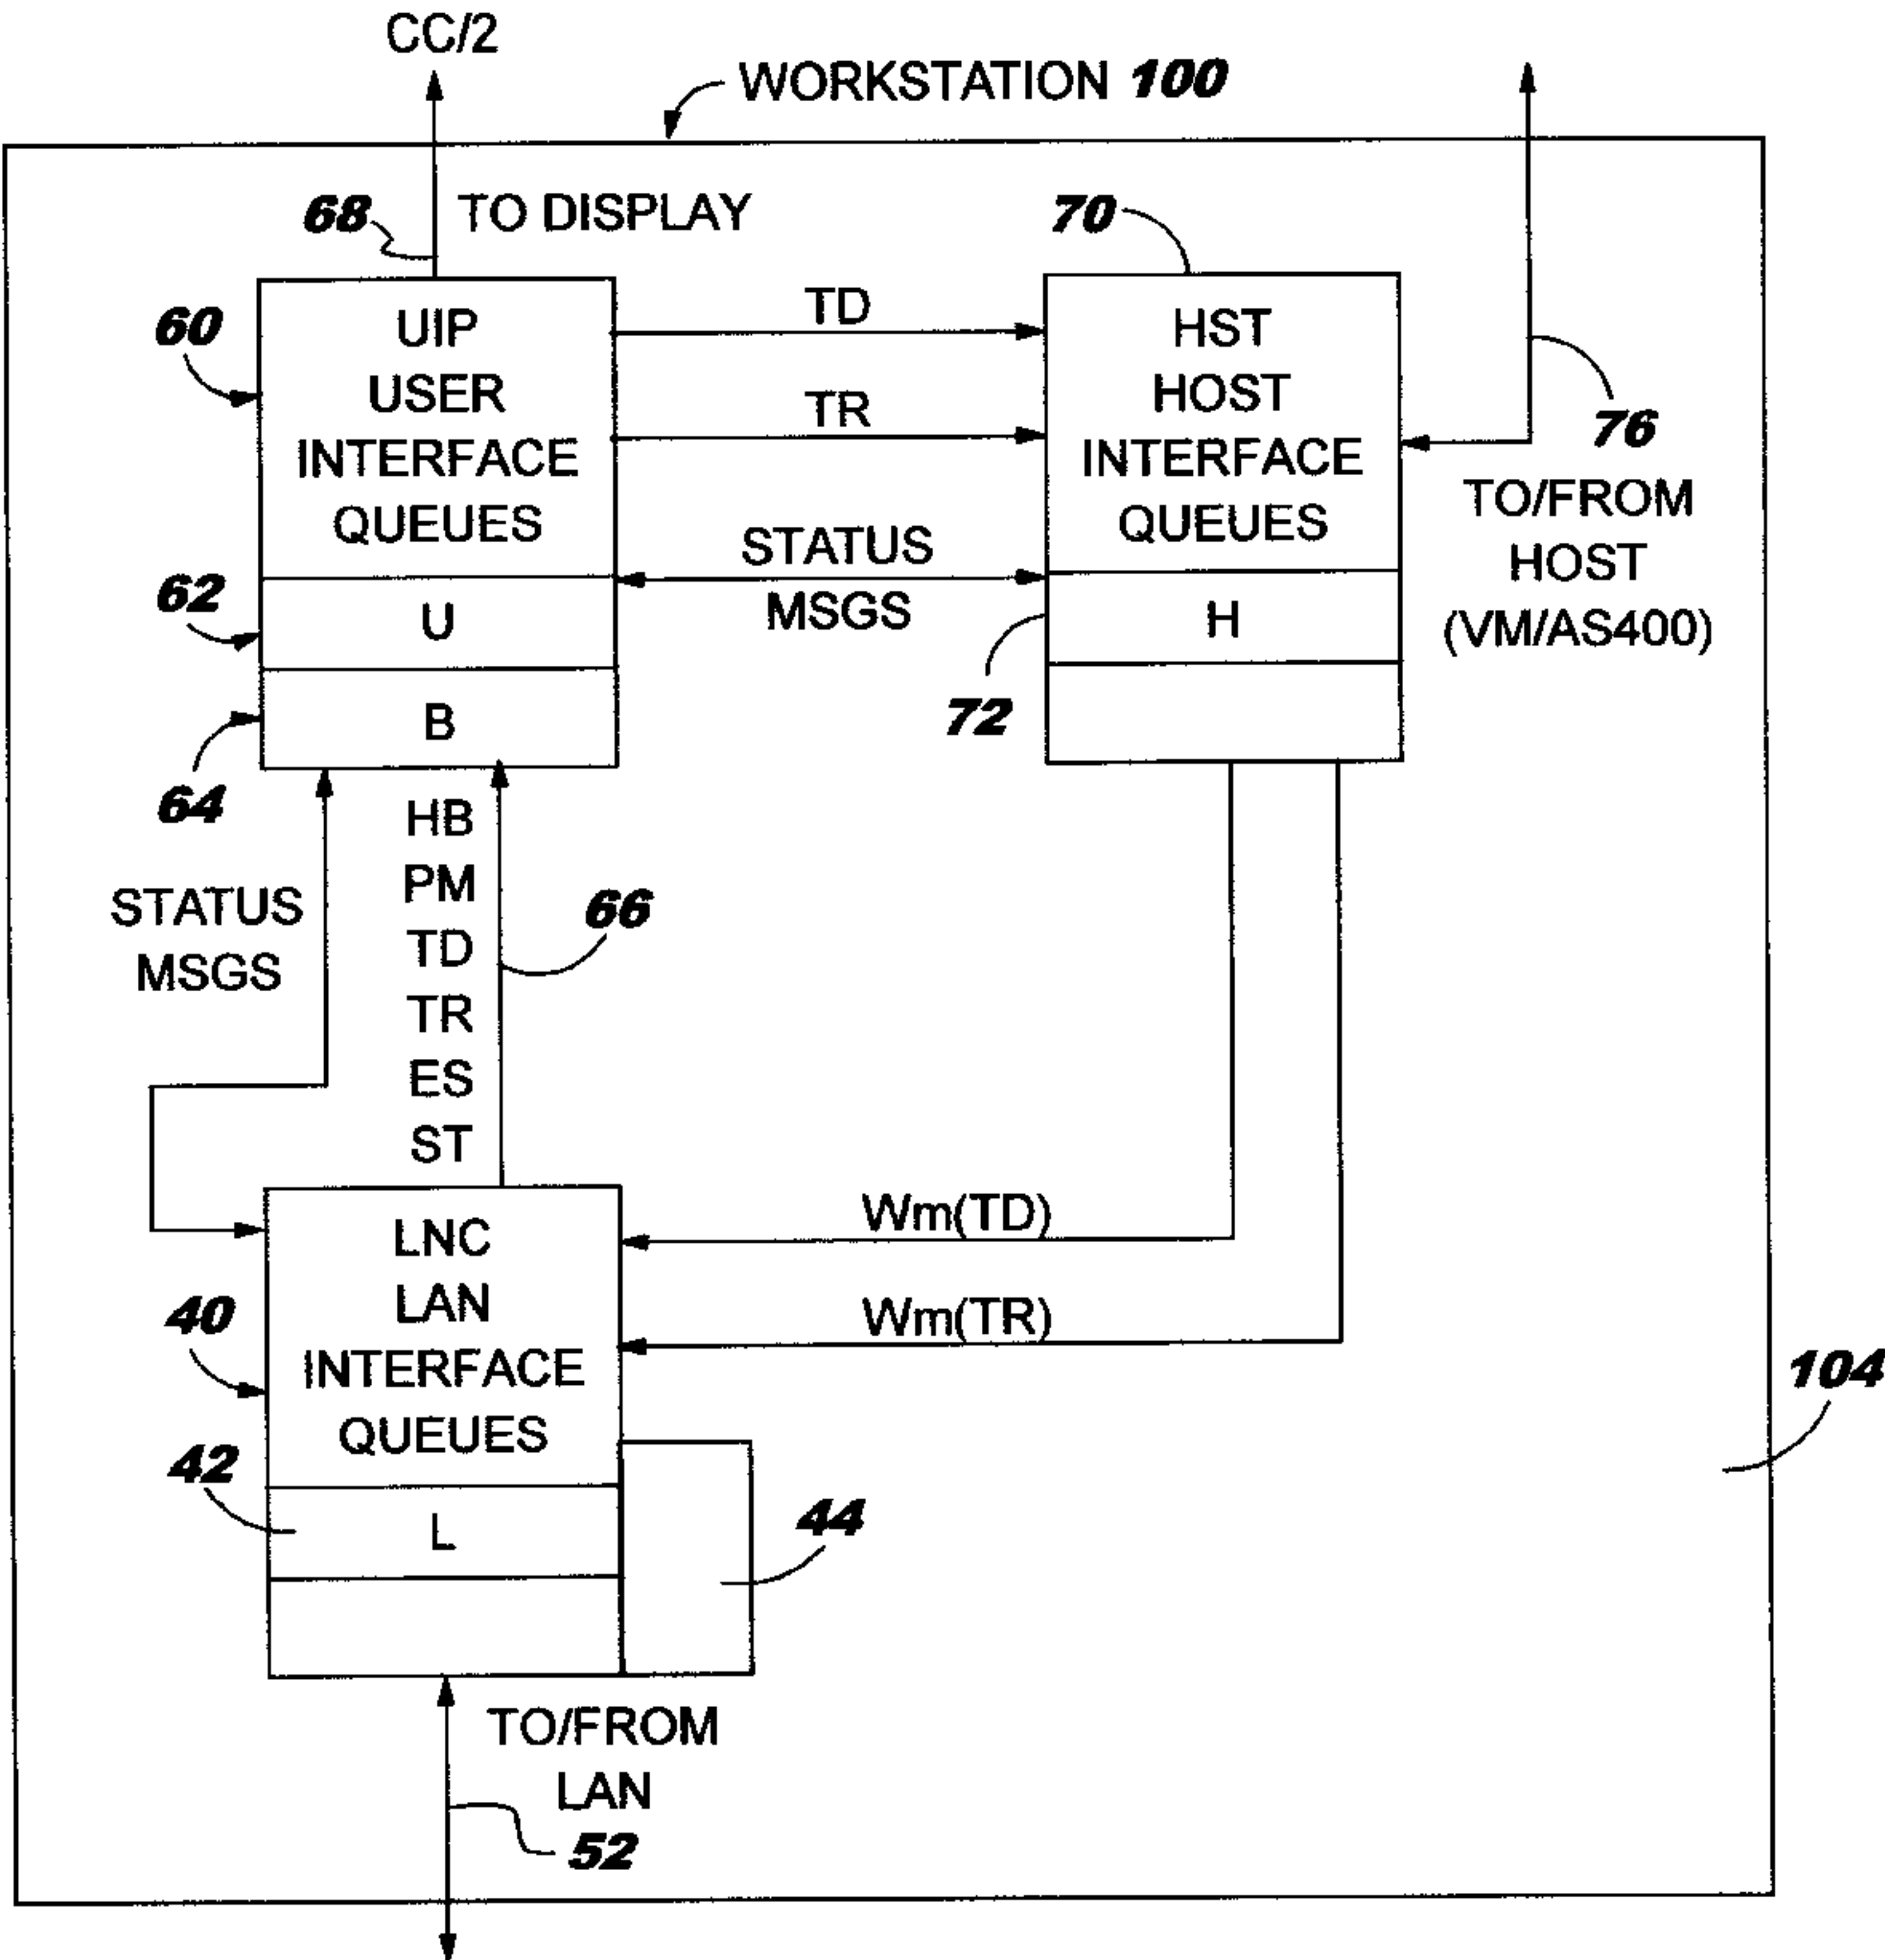 CC/2
WORKSTATION 100
68
TO DISPLAY
70
60
UIP
USER
INTERFACE
QUEUES
TD
TR
HST
HOST
INTERFACE
QUEUES
76
TO/FROM
HOST
(VM/AS400)
STATUS
MSGS
62
U
H
72
64
B
STATUS
MSGS
HB
PM
TD
TR
ES
ST
66
Wm(TD)
Wm(TR)
40
LNC
LAN
INTERFACE
QUEUES
104
42
L
44
TO/FROM
LAN
52